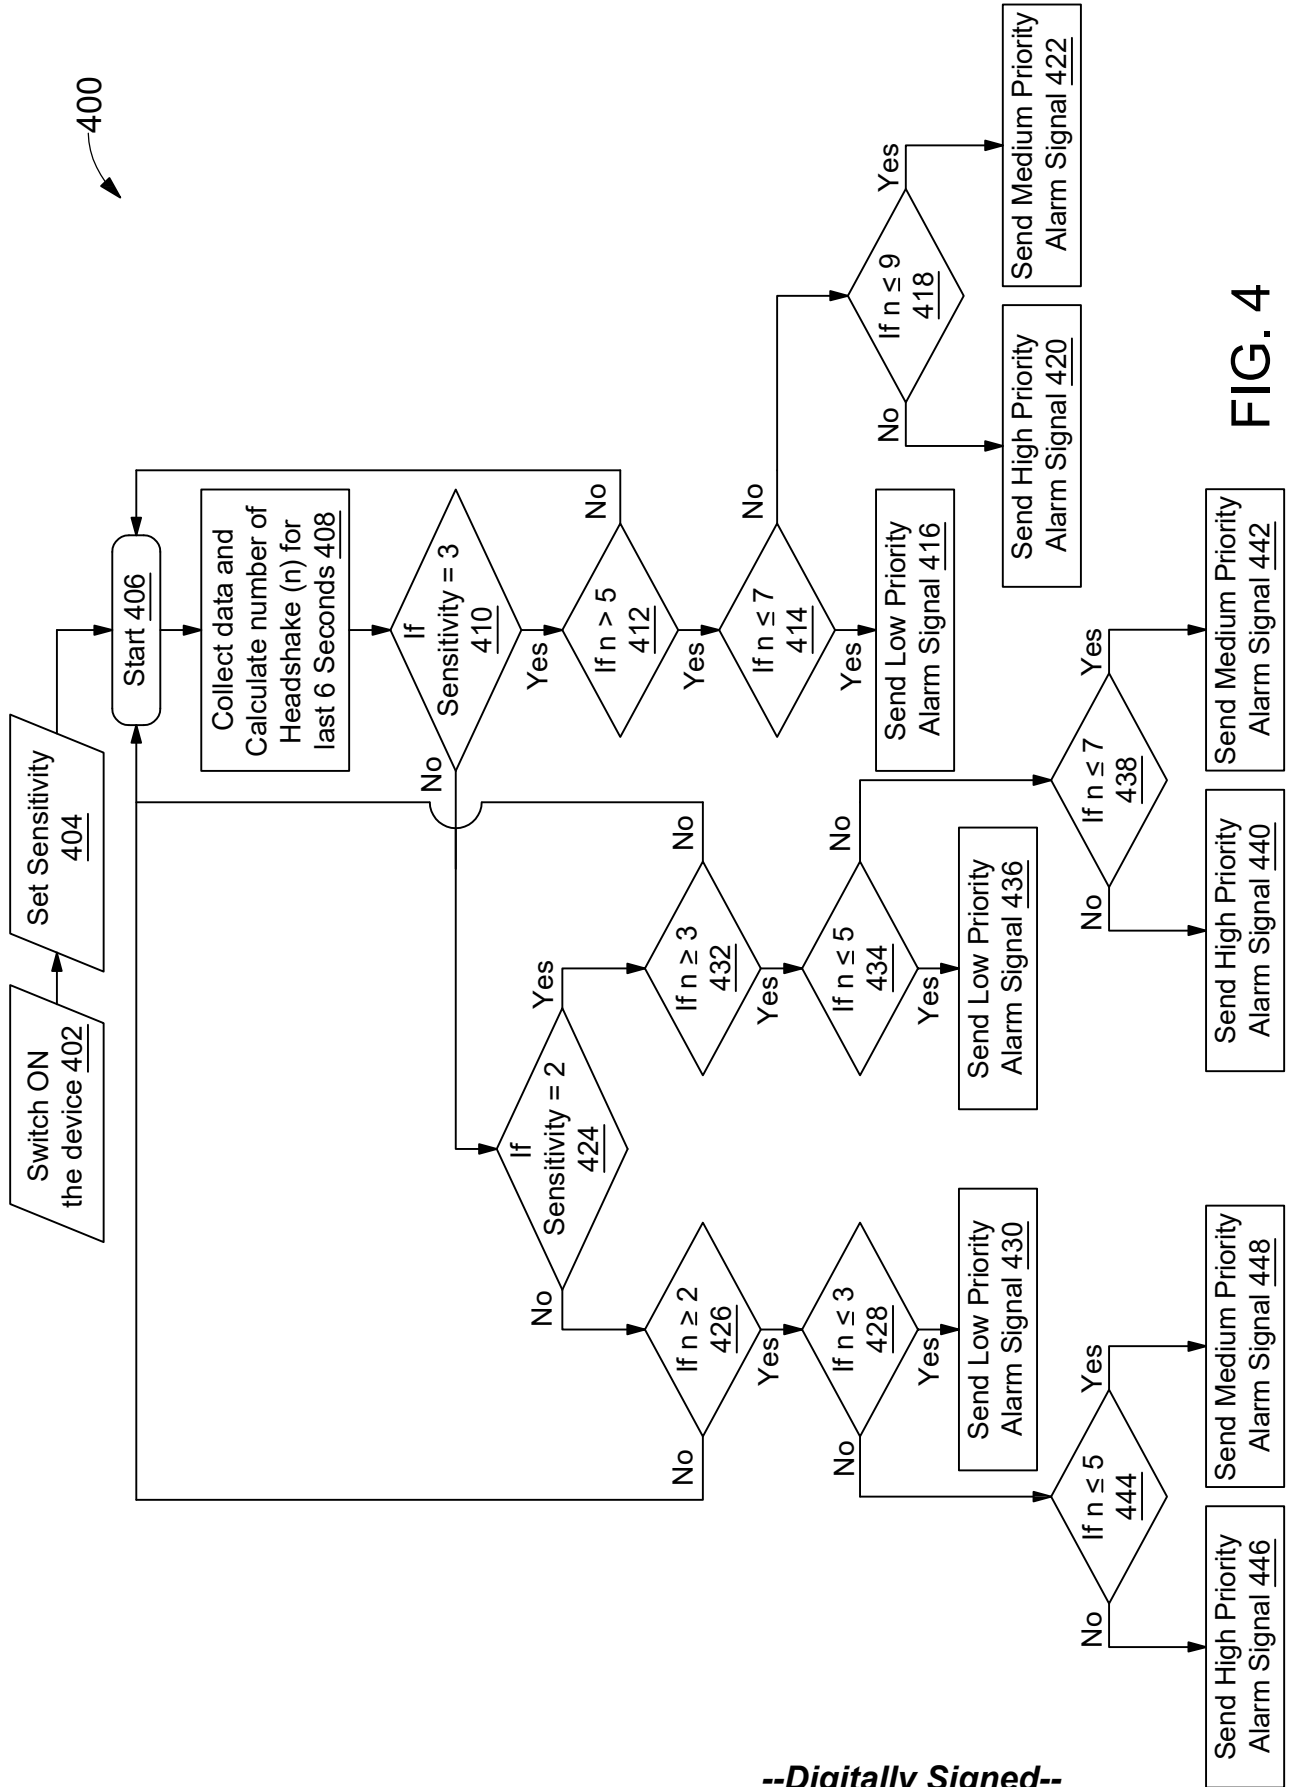 400
Switch ON
the device 402
Set Sensitivity
404
Start 406
Collect data and
Calculate number of
Headshake (n) for
last 6 Seconds 408
If
Sensitivity = 3
410
No
Yes
If n > 5
412
No
Yes
If n ≤ 7
414
No
Yes
Send Low Priority
Alarm Signal 416
If n ≤ 9
418
No
Yes
Send High Priority
Alarm Signal 420
Send Medium Priority
Alarm Signal 422
If
Sensitivity = 2
424
No
Yes
If n ≥ 2
426
No
Yes
If n ≤ 3
428
No
Yes
Send Low Priority
Alarm Signal 430
If n ≥ 3
432
No
Yes
If n ≤ 5
434
No
Yes
Send Low Priority
Alarm Signal 436
If n ≤ 7
438
No
Yes
Send High Priority
Alarm Signal 440
Send Medium Priority
Alarm Signal 442
If n ≤ 5
444
No
Yes
Send High Priority
Alarm Signal 446
Send Medium Priority
Alarm Signal 448
FIG. 4
--Digitally Signed--